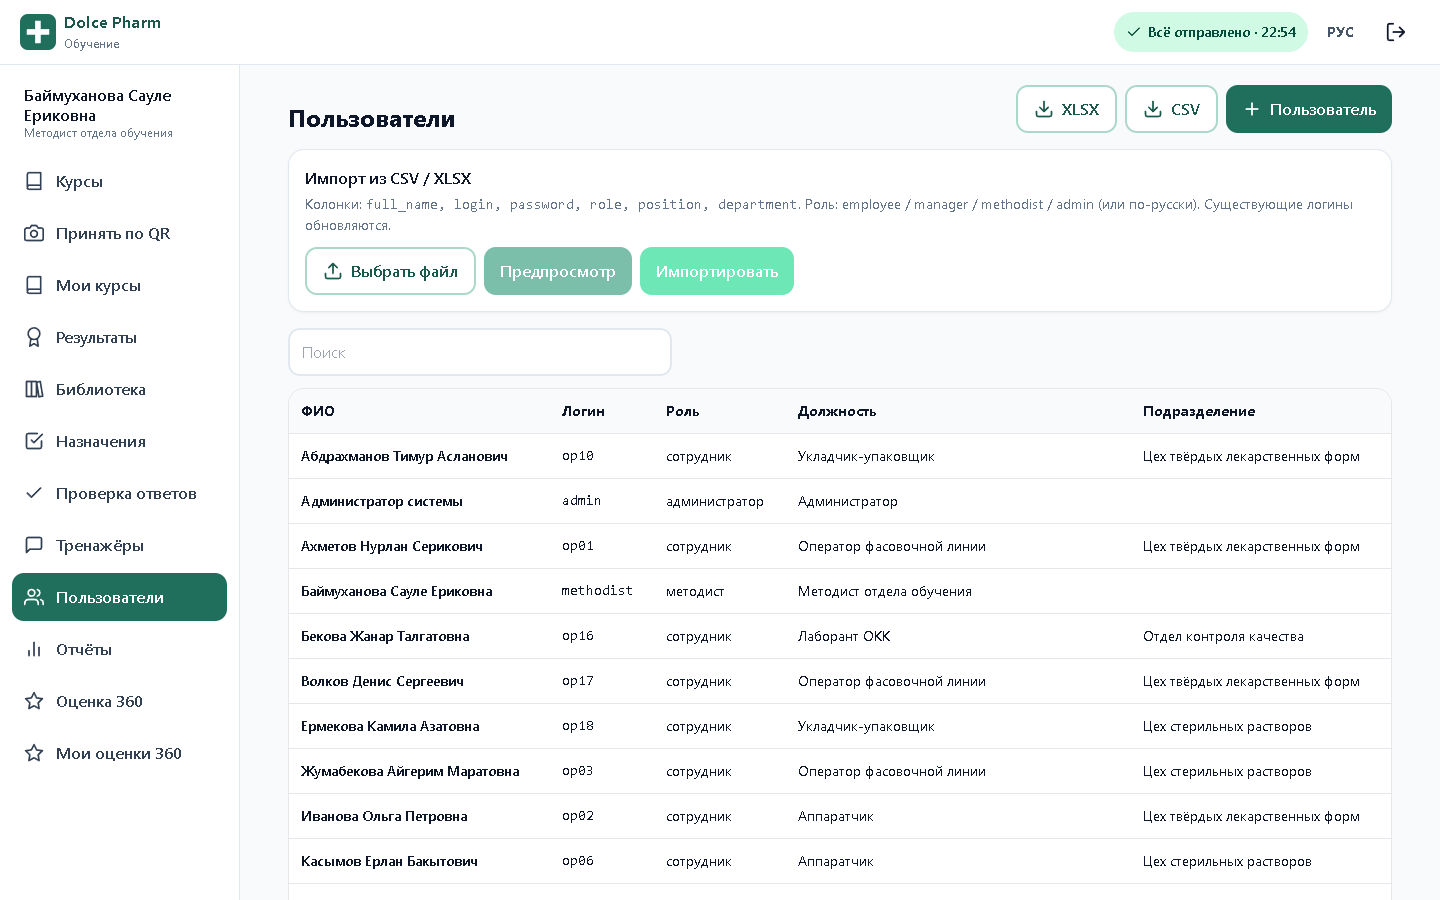 Dolce Pharm
Обучение
Всё отправлено · 22:54
РУС
Баймуханова Сауле
Ериковна
Методист отдела обучения
Курсы
Принять по QR
Мои курсы
Результаты
Библиотека
Назначения
Проверка ответов
Тренажёры
Пользователи
Отчёты
Оценка 360
Мои оценки 360
Пользователи
XLSX
CSV
Пользователь
Импорт из CSV / XLSX
Колонки: full_name, login, password, role, position, department. Роль: employee / manager / methodist / admin (или по-русски). Существующие логины
обновляются.
Выбрать файл
Предпросмотр
Импортировать
Поиск
ФИО Логин Роль Должность Подразделение
Абдрахманов Тимур Асланович op10 сотрудник Укладчик-упаковщик Цех твёрдых лекарственных форм
Администратор системы admin администратор Администратор
Ахметов Нурлан Серикович op01 сотрудник Оператор фасовочной линии Цех твёрдых лекарственных форм
Баймуханова Сауле Ериковна methodist методист Методист отдела обучения
Бекова Жанар Талгатовна op16 сотрудник Лаборант ОКК Отдел контроля качества
Волков Денис Сергеевич op17 сотрудник Оператор фасовочной линии Цех твёрдых лекарственных форм
Ермекова Камила Азатовна op18 сотрудник Укладчик-упаковщик Цех стерильных растворов
Жумабекова Айгерим Маратовна op03 сотрудник Оператор фасовочной линии Цех стерильных растворов
Иванова Ольга Петровна op02 сотрудник Аппаратчик Цех твёрдых лекарственных форм
Касымов Ерлан Бакытович op06 сотрудник Аппаратчик Цех стерильных растворов